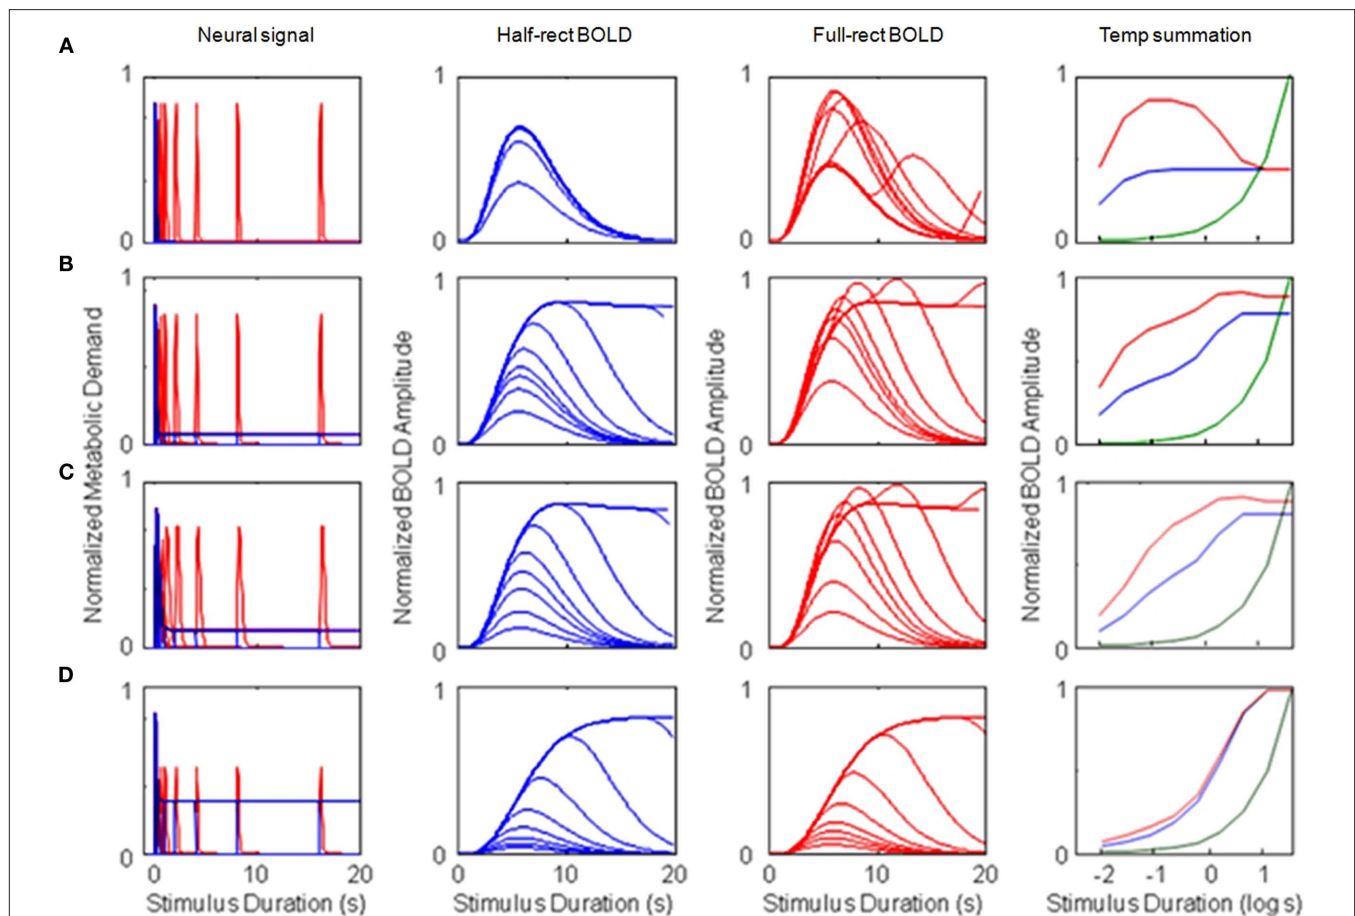 Neural signal
Half-rect BOLD
Full-rect BOLD
Temp summation
A
1
0
1
0
1
0
1
0
B
1
0
1
0
1
0
1
0
C
1
0
1
0
1
0
1
0
D
1
0
1
0
1
0
1
0
Normalized Metabolic Demand
Normalized BOLD Amplitude
Normalized BOLD Amplitude
Normalized BOLD Amplitude
0 10 20
0 10 20
0 10 20
-2 -1 0 1
Stimulus Duration (s)
Stimulus Duration (s)
Stimulus Duration (s)
Stimulus Duration (log s)